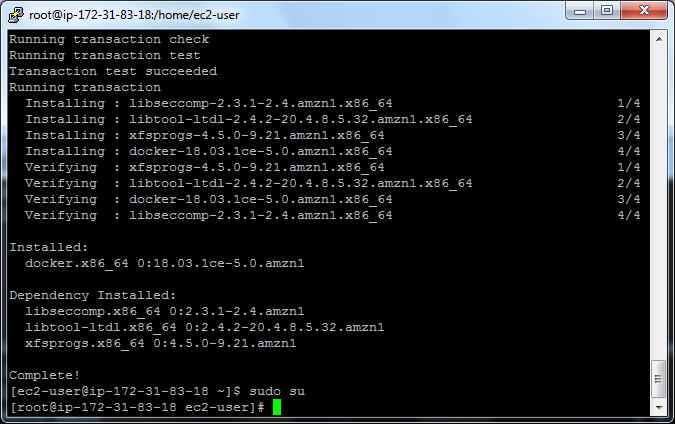 root@ip-172-31-83-18:/home/ec2-user
Running transaction check
Running transaction test
Transaction test succeeded
Running transaction
  Installing : libseccomp-2.3.1-2.4.amzn1.x86_64                            1/4
  Installing : libtool-ltdl-2.4.2-20.4.8.5.32.amzn1.x86_64                  2/4
  Installing : xfsprogs-4.5.0-9.21.amzn1.x86_64                             3/4
  Installing : docker-18.03.1ce-5.0.amzn1.x86_64                            4/4
  Verifying  : xfsprogs-4.5.0-9.21.amzn1.x86_64                             1/4
  Verifying  : libtool-ltdl-2.4.2-20.4.8.5.32.amzn1.x86_64                  2/4
  Verifying  : docker-18.03.1ce-5.0.amzn1.x86_64                            3/4
  Verifying  : libseccomp-2.3.1-2.4.amzn1.x86_64                            4/4
Installed:
  docker.x86_64 0:18.03.1ce-5.0.amzn1
Dependency Installed:
  libseccomp.x86_64 0:2.3.1-2.4.amzn1
  libtool-ltdl.x86_64 0:2.4.2-20.4.8.5.32.amzn1
  xfsprogs.x86_64 0:4.5.0-9.21.amzn1
Complete!
[ec2-user@ip-172-31-83-18 ~]$ sudo su
[root@ip-172-31-83-18 ec2-user]#